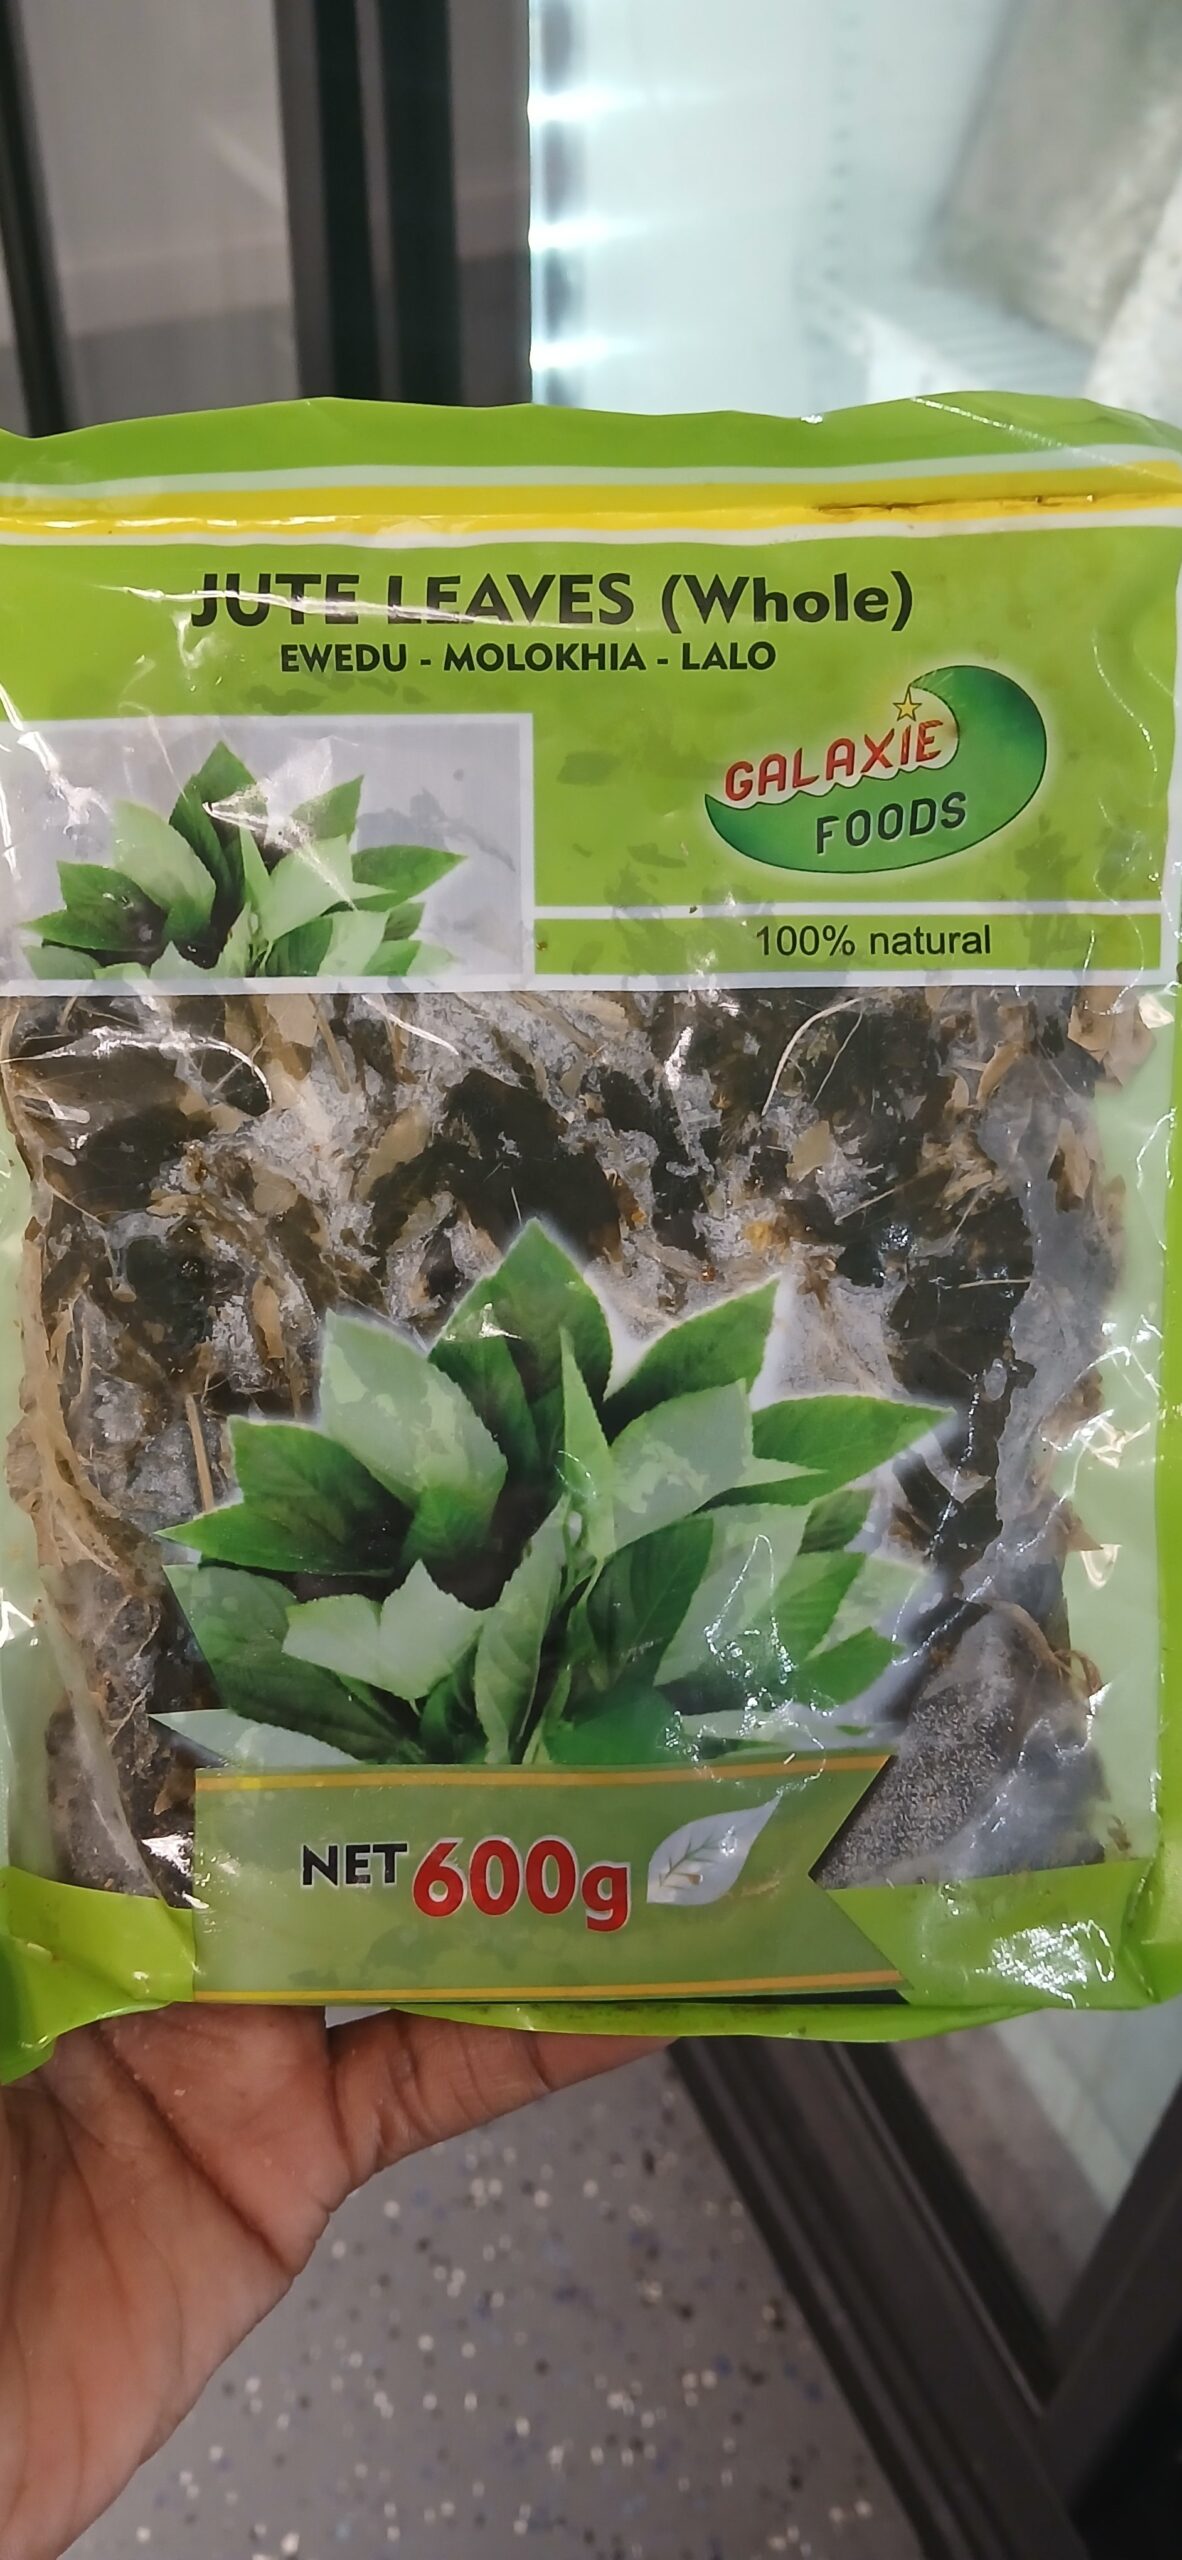 JUTE LEAVES (Whole)
EWEDU - MOLOKHIA - LALO
GALAXIE
FOODS
100% natural
NET 600g